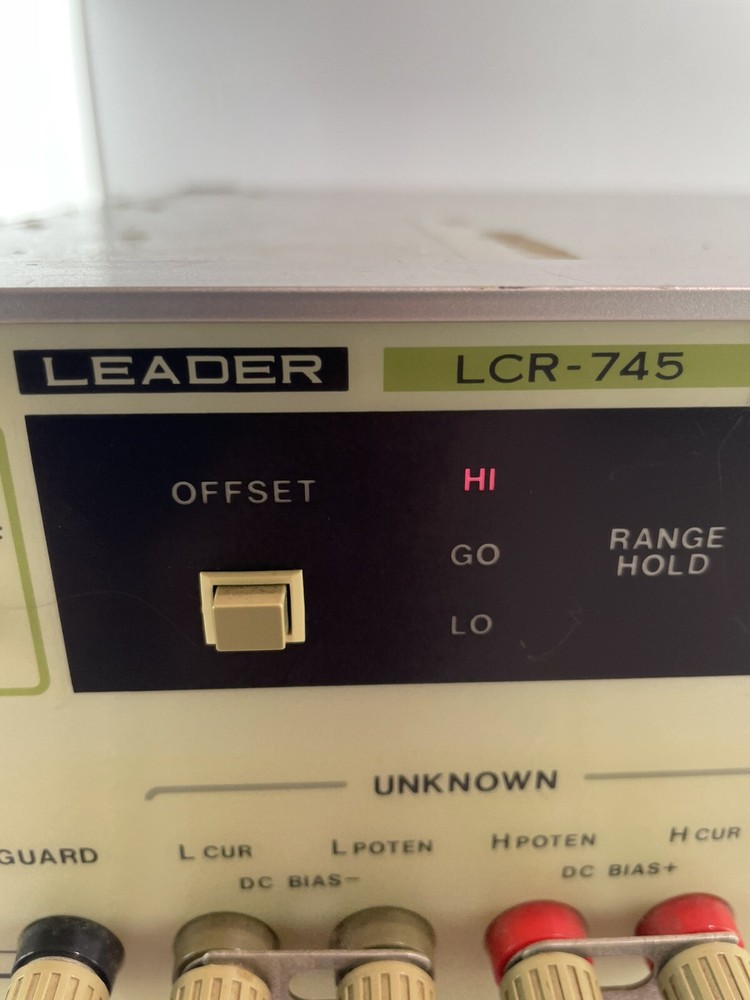 LEADER
LCR-745
OFFSET
HI
GO
LO
RANGE
HOLD
UNKNOWN
GUARD
L CUR
L POTEN
H POTEN
H CUR
DC BIAS-
DC BIAS+